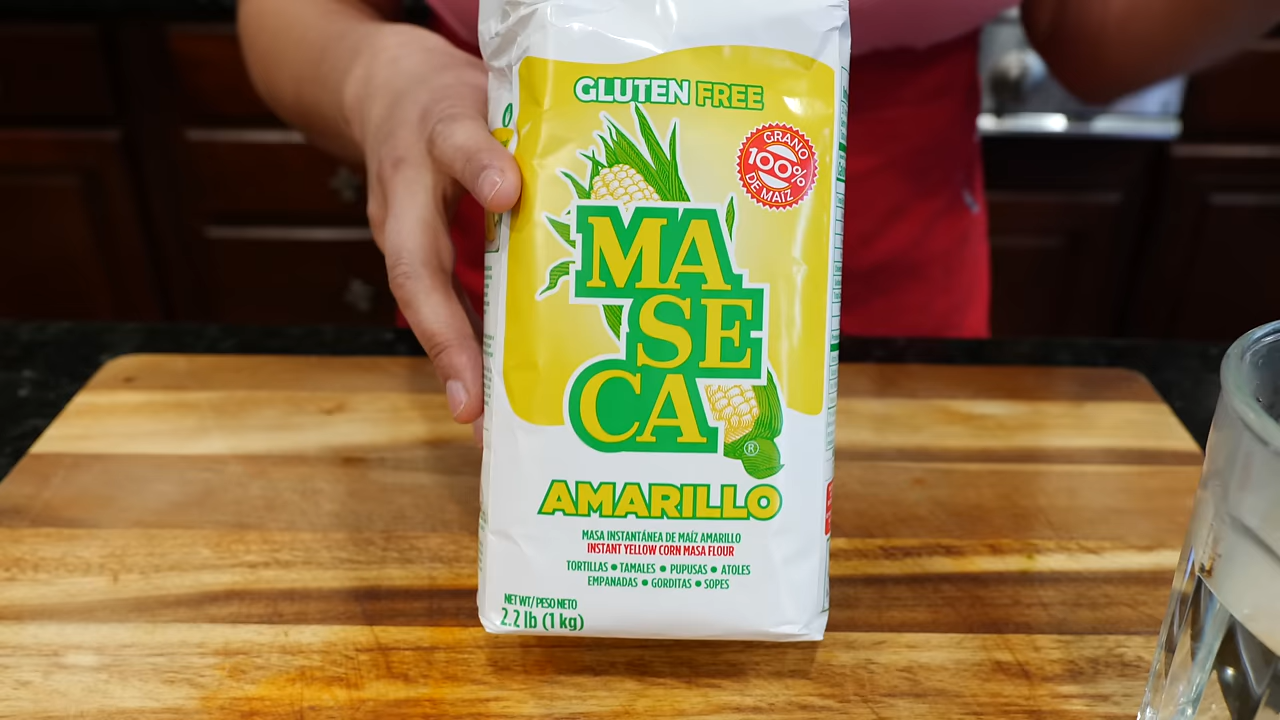 GLUTEN FREE
GRANO
100%
DE MAÍZ
MA
SE
CA
®
AMARILLO
MASA INSTANTÁNEA DE MAÍZ AMARILLO
INSTANT YELLOW CORN MASA FLOUR
TORTILLAS • TAMALES • PUPUSAS • ATOLES
EMPANADAS • GORDITAS • SOPES
NET WT/ PESO NETO
2.2 lb (1 kg)